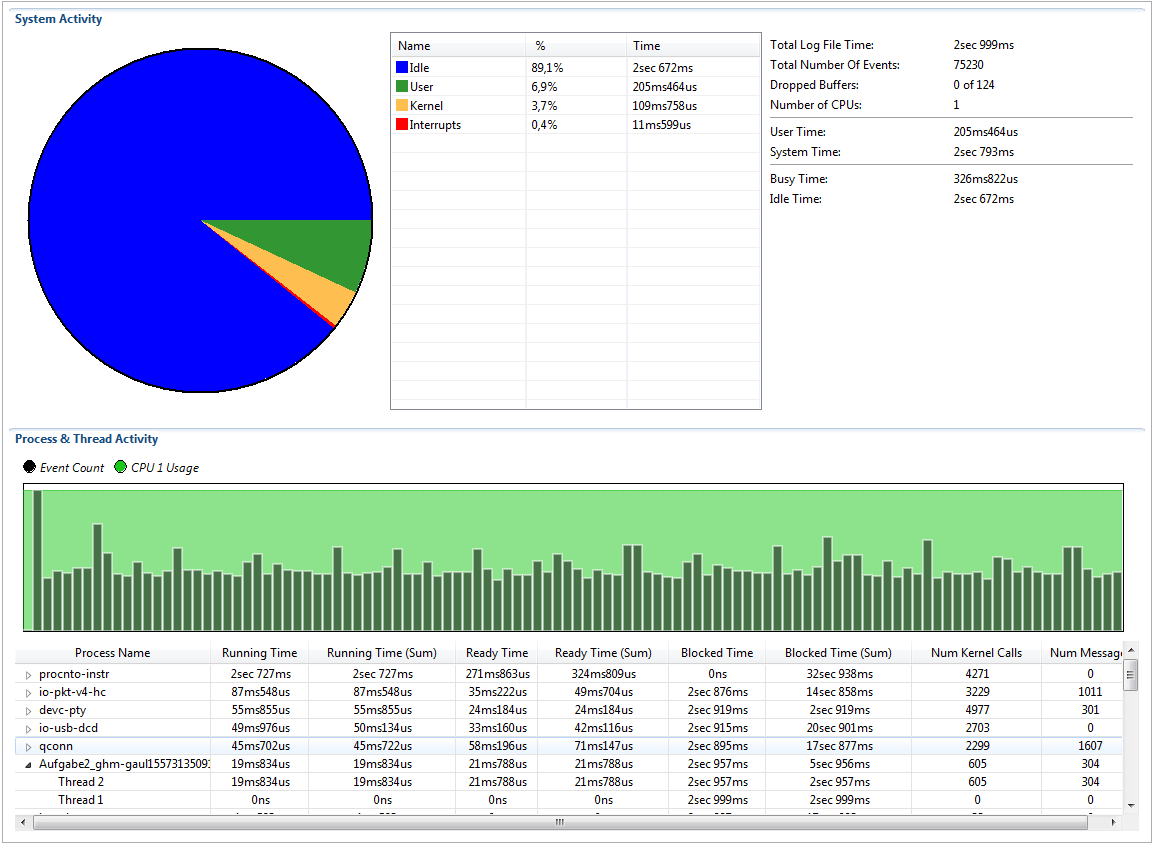 System Activity
Name % Time
Idle 89,1% 2sec 672ms
User 6,9% 205ms464us
Kernel 3,7% 109ms758us
Interrupts 0,4% 11ms599us
Total Log File Time: 2sec 999ms
Total Number Of Events: 75230
Dropped Buffers: 0 of 124
Number of CPUs: 1
User Time: 205ms464us
System Time: 2sec 793ms
Busy Time: 326ms822us
Idle Time: 2sec 672ms
Process & Thread Activity
Event Count CPU 1 Usage
Process Name Running Time Running Time (Sum) Ready Time Ready Time (Sum) Blocked Time Blocked Time (Sum) Num Kernel Calls Num Message
procnto-instr 2sec 727ms 2sec 727ms 271ms863us 324ms809us 0ns 32sec 938ms 4271 0
io-pkt-v4-hc 87ms548us 87ms548us 35ms222us 49ms704us 2sec 876ms 14sec 858ms 3229 1011
devc-pty 55ms855us 55ms855us 24ms184us 24ms184us 2sec 919ms 2sec 919ms 4977 301
io-usb-dcd 49ms976us 50ms134us 33ms160us 42ms116us 2sec 915ms 20sec 901ms 2703 0
qconn 45ms702us 45ms722us 58ms196us 71ms147us 2sec 895ms 17sec 877ms 2299 1607
Aufgabe2_ghm-gaul15573135091 19ms834us 19ms834us 21ms788us 21ms788us 2sec 957ms 5sec 956ms 605 304
Thread 2 19ms834us 19ms834us 21ms788us 21ms788us 2sec 957ms 2sec 957ms 605 304
Thread 1 0ns 0ns 0ns 0ns 2sec 999ms 2sec 999ms 0 0